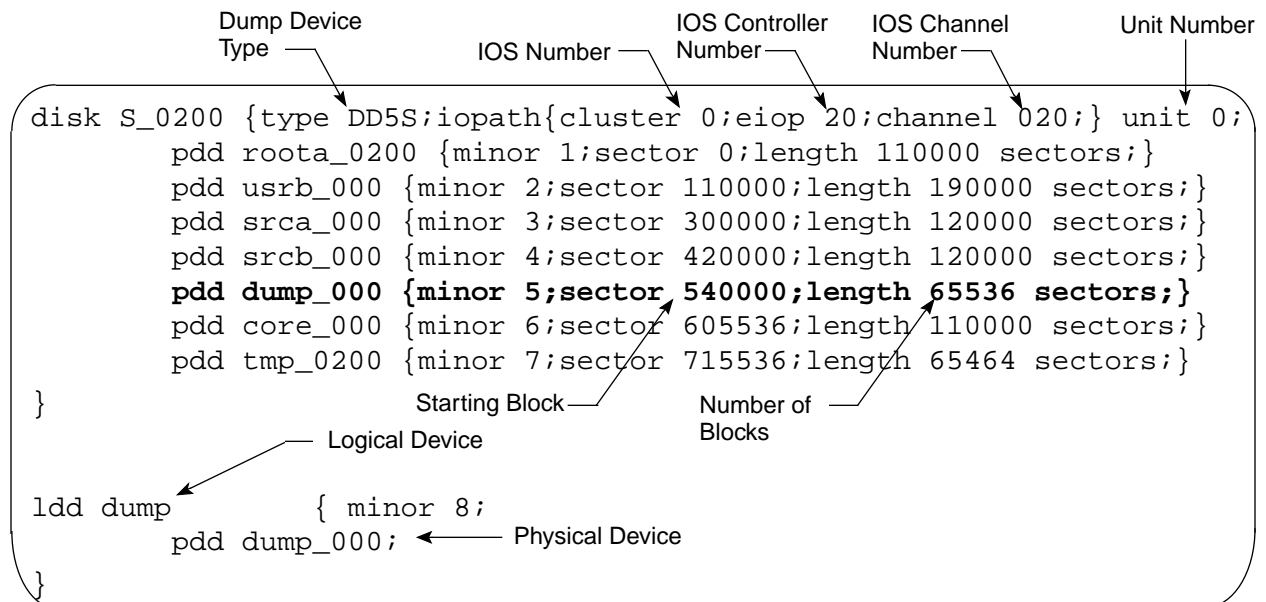 Dump Device
Type
IOS Number
IOS Controller
Number
IOS Channel
Number
Unit Number
disk S_0200 {type DD5S;iopath{cluster 0;eiop 20;channel 020;} unit 0;
pdd roota_0200 {minor 1;sector 0;length 110000 sectors;}
pdd usrb_000 {minor 2;sector 110000;length 190000 sectors;}
pdd srca_000 {minor 3;sector 300000;length 120000 sectors;}
pdd srcb_000 {minor 4;sector 420000;length 120000 sectors;}
pdd dump_000 {minor 5;sector 540000;length 65536 sectors;}
pdd core_000 {minor 6;sector 605536;length 110000 sectors;}
pdd tmp_0200 {minor 7;sector 715536;length 65464 sectors;}
}
Starting Block
Number of
Blocks
Logical Device
ldd dump { minor 8;
pdd dump_000;
Physical Device
}